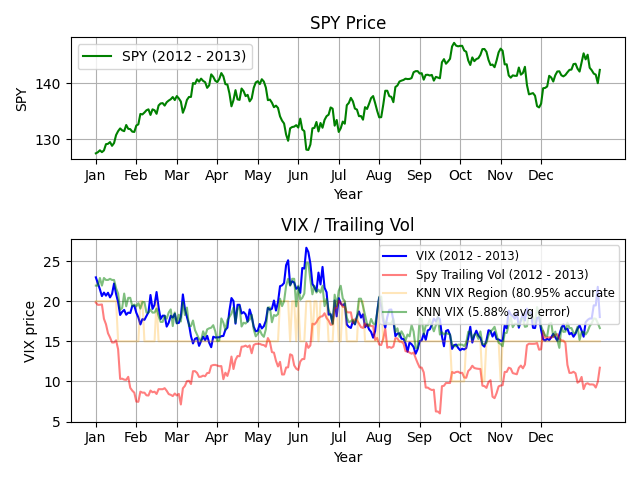 SPY Price
SPY (2012 - 2013)
SPY
140
130
Jan Feb Mar Apr May Jun Jul Aug Sep Oct Nov Dec
Year
VIX / Trailing Vol
VIX (2012 - 2013)
Spy Trailing Vol (2012 - 2013)
KNN VIX Region (80.95% accurate
KNN VIX (5.88% avg error)
VIX price
25
20
15
10
5
Jan Feb Mar Apr May Jun Jul Aug Sep Oct Nov Dec
Year